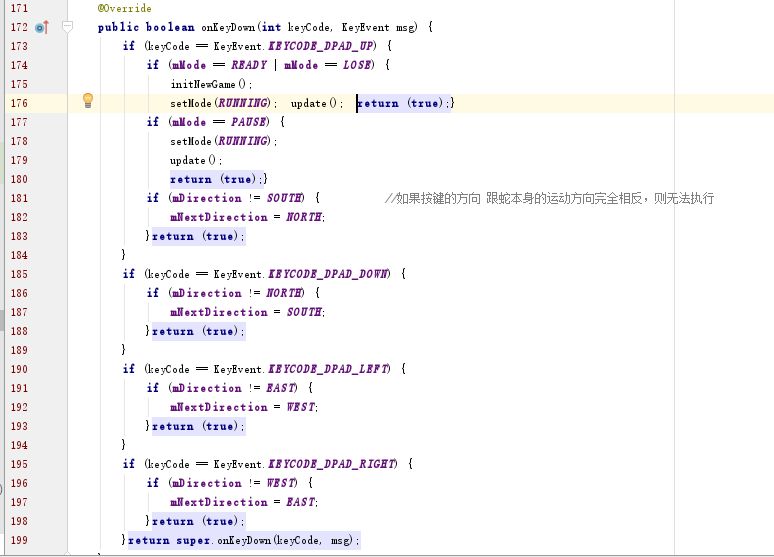 171 @Override
172 public boolean onKeyDown(int keyCode, KeyEvent msg) {
173 if (keyCode == KeyEvent.KEYCODE_DPAD_UP) {
174 if (mMode == READY | mMode == LOSE) {
175 initNewGame();
176 setMode(RUNNING); update(); return (true);}
177 if (mMode == PAUSE) {
178 setMode(RUNNING);
179 update();
180 return (true);}
181 if (mDirection != SOUTH) { //如果按键的方向 跟蛇本身的运动方向完全相反，则无法执行
182 mNextDirection = NORTH;
183 }return (true);
184 }
185 if (keyCode == KeyEvent.KEYCODE_DPAD_DOWN) {
186 if (mDirection != NORTH) {
187 mNextDirection = SOUTH;
188 }return (true);
189 }
190 if (keyCode == KeyEvent.KEYCODE_DPAD_LEFT) {
191 if (mDirection != EAST) {
192 mNextDirection = WEST;
193 }return (true);
194 }
195 if (keyCode == KeyEvent.KEYCODE_DPAD_RIGHT) {
196 if (mDirection != WEST) {
197 mNextDirection = EAST;
198 }return (true);
199 }return super.onKeyDown(keyCode, msg);